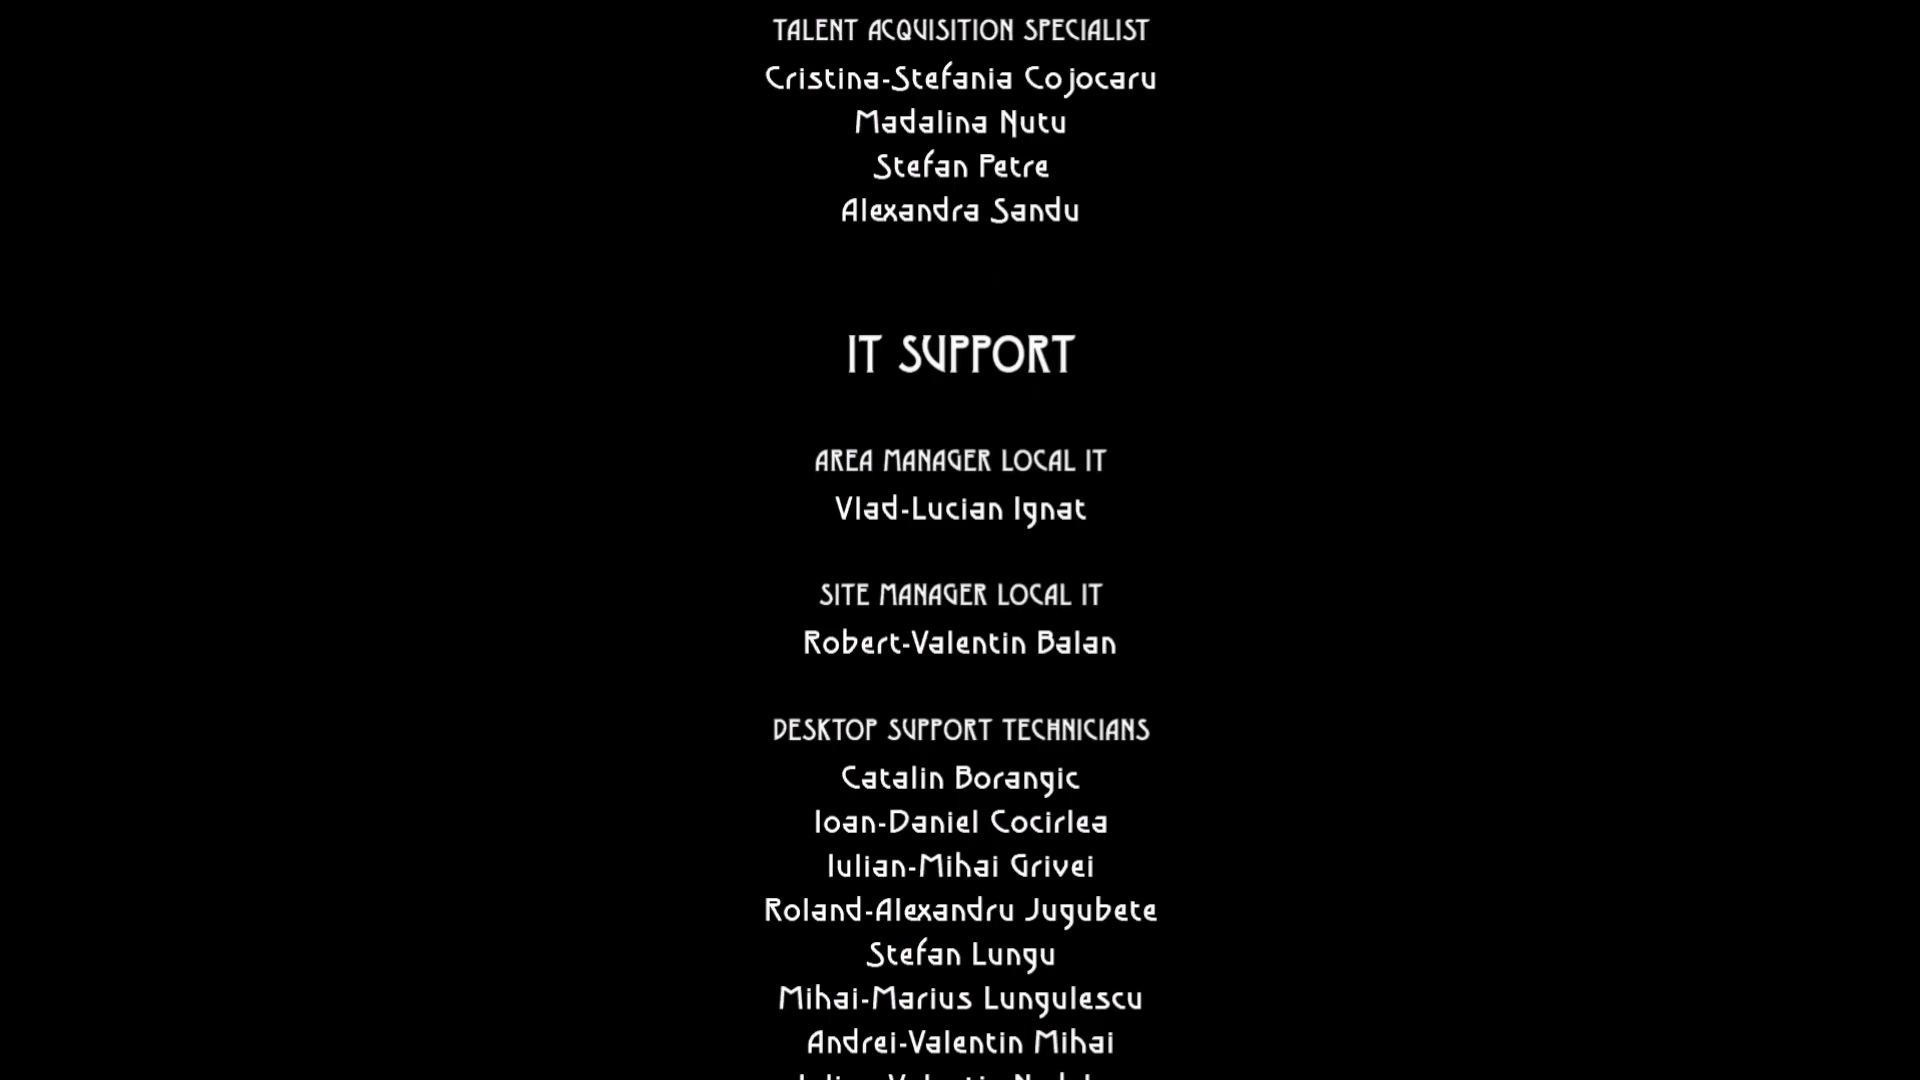 TALENT ACQUISITION SPECIALIST
Cristina-Stefania Cojocaru
Madalina Nutu
Stefan Petre
Alexandra Sandu
IT SUPPORT
AREA MANAGER LOCAL IT
Vlad-Lucian Ignat
SITE MANAGER LOCAL IT
Robert-Valentin Balan
DESKTOP SUPPORT TECHNICIANS
Catalin Borangic
Ioan-Daniel Cocirlea
Iulian-Mihai Grivei
Roland-Alexandru Jugubete
Stefan Lungu
Mihai-Marius Lungulescu
Andrei-Valentin Mihai